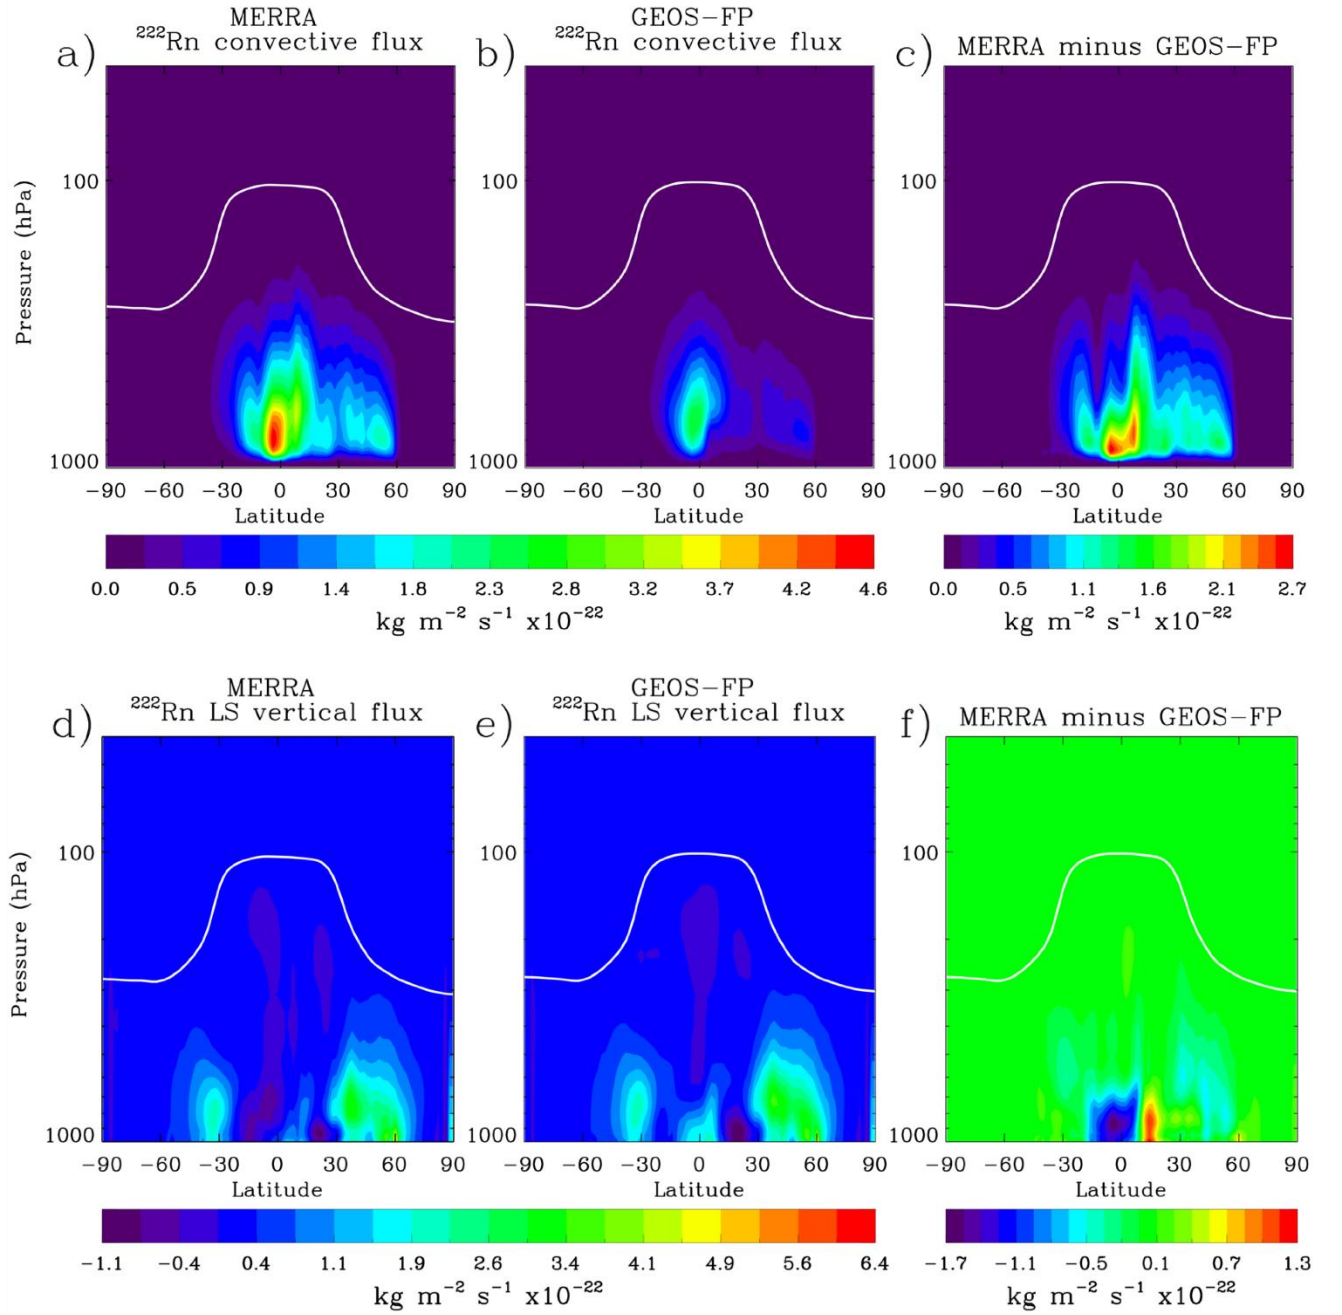 a)
MERRA
²²²Rn convective flux
b)
GEOS−FP
²²²Rn convective flux
c)
MERRA minus GEOS−FP
Pressure (hPa)
100
1000
−90 −60 −30 0 30 60 90
Latitude
100
1000
−90 −60 −30 0 30 60 90
Latitude
100
1000
−90 −60 −30 0 30 60 90
Latitude
0.0 0.5 0.9 1.4 1.8 2.3 2.8 3.2 3.7 4.2 4.6
kg m⁻² s⁻¹ x10⁻²²
0.0 0.5 1.1 1.6 2.1 2.7
kg m⁻² s⁻¹ x10⁻²²
d)
MERRA
²²²Rn LS vertical flux
e)
GEOS−FP
²²²Rn LS vertical flux
f)
MERRA minus GEOS−FP
Pressure (hPa)
100
1000
−90 −60 −30 0 30 60 90
Latitude
100
1000
−90 −60 −30 0 30 60 90
Latitude
100
1000
−90 −60 −30 0 30 60 90
Latitude
−1.1 −0.4 0.4 1.1 1.9 2.6 3.4 4.1 4.9 5.6 6.4
kg m⁻² s⁻¹ x10⁻²²
−1.7 −1.1 −0.5 0.1 0.7 1.3
kg m⁻² s⁻¹ x10⁻²²